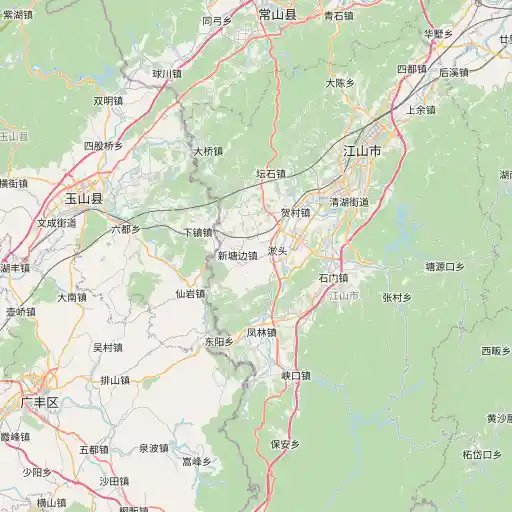 紫湖镇
同弓乡
常山县
青石镇
华墅乡
球川镇
大陈乡
四都镇
后溪镇
双明镇
上余镇
玉山县
四股桥乡
大桥镇
江山市
横街镇
坛石镇
玉山县
清湖街道
文成街道
六都乡
下镇镇
贺村镇
湖丰镇
新塘边镇
淤头
石门镇
塘源口乡
大南镇
仙岩镇
江山市
张村乡
壶峤镇
吴村镇
东阳乡
凤林镇
西畈乡
排山镇
峡口镇
广丰区
黄沙
霞峰镇
五都镇
泉波镇
保安乡
柘岱口乡
少阳乡
嵩峰乡
沙田镇
横山镇
桐畈镇